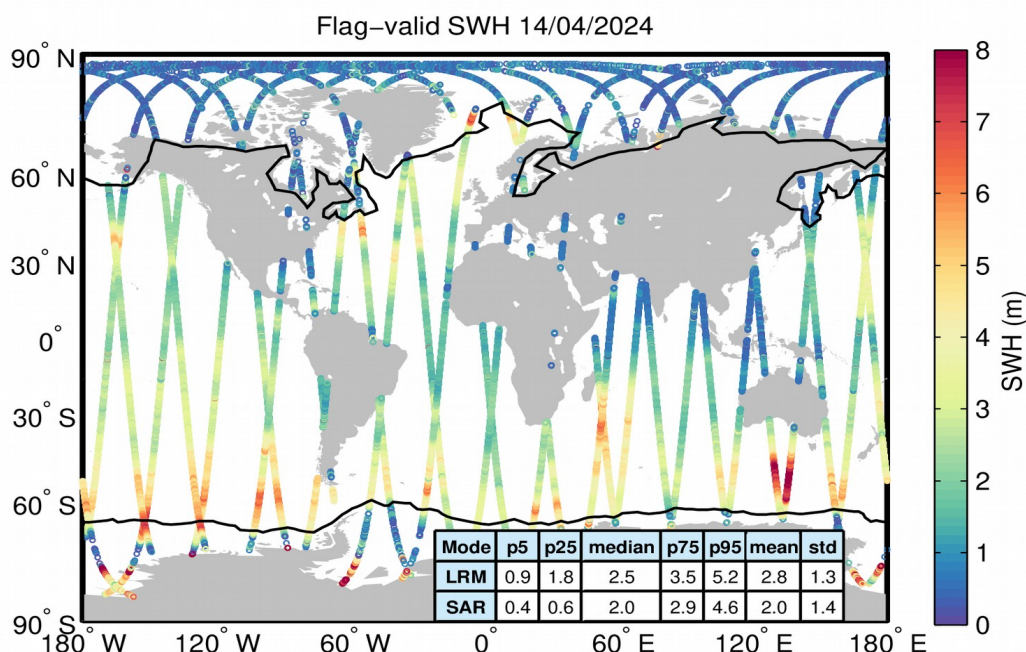 Flag−valid SWH 14/04/2024
90° N
60° N
30° N
0°
30° S
60° S
90° S
180° W
120° W
60° W
0
60° E
120° E
180° E
Mode p5 p25 median p75 p95 mean std
LRM 0.9 1.8 2.5 3.5 5.2 2.8 1.3
SAR 0.4 0.6 2.0 2.9 4.6 2.0 1.4
8
7
6
5
4
3
2
1
0
SWH (m)